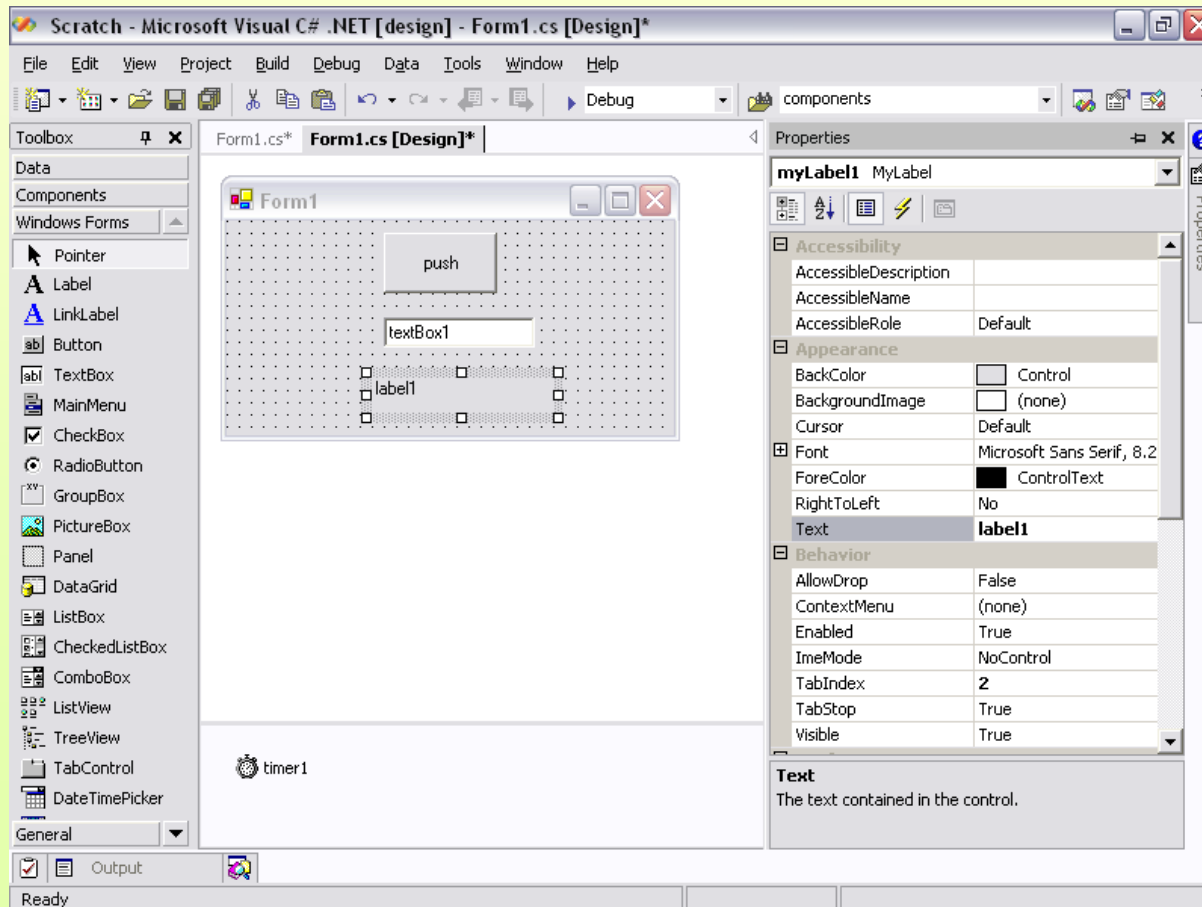 Scratch - Microsoft Visual C# .NET [design] - Form1.cs [Design]*
File Edit View Project Build Debug Data Tools Window Help
Debug components
Toolbox
Data
Components
Windows Forms
Pointer
A Label
A LinkLabel
ab Button
abl TextBox
MainMenu
CheckBox
RadioButton
XY GroupBox
PictureBox
Panel
DataGrid
ListBox
CheckedListBox
ComboBox
ListView
TreeView
TabControl
DateTimePicker
General
Form1.cs* Form1.cs [Design]*
Form1
push
textBox1
label1
timer1
Properties
myLabel1 MyLabel
Accessibility
AccessibleDescription
AccessibleName
AccessibleRole Default
Appearance
BackColor Control
BackgroundImage (none)
Cursor Default
Font Microsoft Sans Serif, 8.2
ForeColor ControlText
RightToLeft No
Text label1
Behavior
AllowDrop False
ContextMenu (none)
Enabled True
ImeMode NoControl
TabIndex 2
TabStop True
Visible True
Text
The text contained in the control.
Properties
Output
Ready